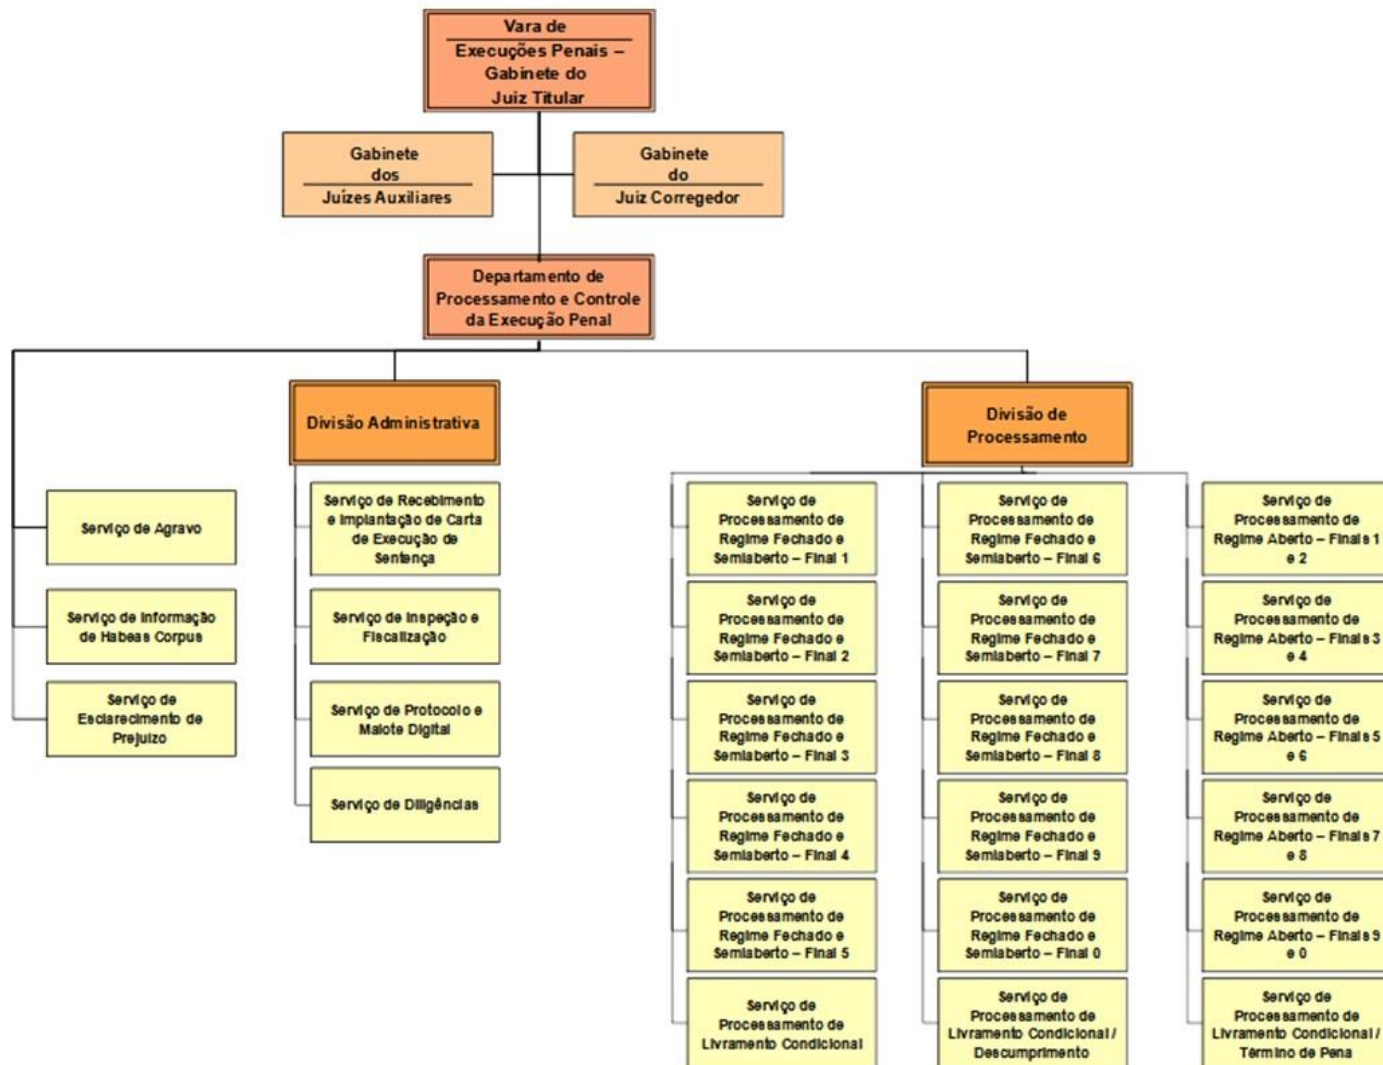 Vara de
Execuções Penais –
Gabinete do
Juiz Titular
Gabinete
dos
Juízes Auxiliares
Gabinete
do
Juiz Corregedor
Departamento de
Processamento e Controle
da Execução Penal
Divisão Administrativa
Divisão de
Processamento
Serviço de Agravo
Serviço de Informação
de Habeas Corpus
Serviço de
Esclarecimento de
Prejuízo
Serviço de Recebimento
e Implantação de Carta
de Execução de
Sentença
Serviço de Inspeção e
Fiscalização
Serviço de Protocolo e
Malote Digital
Serviço de Diligências
Serviço de
Processamento de
Regime Fechado e
Semiaberto – Final 1
Serviço de
Processamento de
Regime Fechado e
Semiaberto – Final 2
Serviço de
Processamento de
Regime Fechado e
Semiaberto – Final 3
Serviço de
Processamento de
Regime Fechado e
Semiaberto – Final 4
Serviço de
Processamento de
Regime Fechado e
Semiaberto – Final 5
Serviço de
Processamento de
Livramento Condicional
Serviço de
Processamento de
Regime Fechado e
Semiaberto – Final 6
Serviço de
Processamento de
Regime Fechado e
Semiaberto – Final 7
Serviço de
Processamento de
Regime Fechado e
Semiaberto – Final 8
Serviço de
Processamento de
Regime Fechado e
Semiaberto – Final 9
Serviço de
Processamento de
Regime Fechado e
Semiaberto – Final 0
Serviço de
Processamento de
Livramento Condicional /
Descumprimento
Serviço de
Processamento de
Regime Aberto – Finais 1
e 2
Serviço de
Processamento de
Regime Aberto – Finais 3
e 4
Serviço de
Processamento de
Regime Aberto – Finais 5
e 6
Serviço de
Processamento de
Regime Aberto – Finais 7
e 8
Serviço de
Processamento de
Regime Aberto – Finais 9
e 0
Serviço de
Processamento de
Livramento Condicional /
Término de Pena